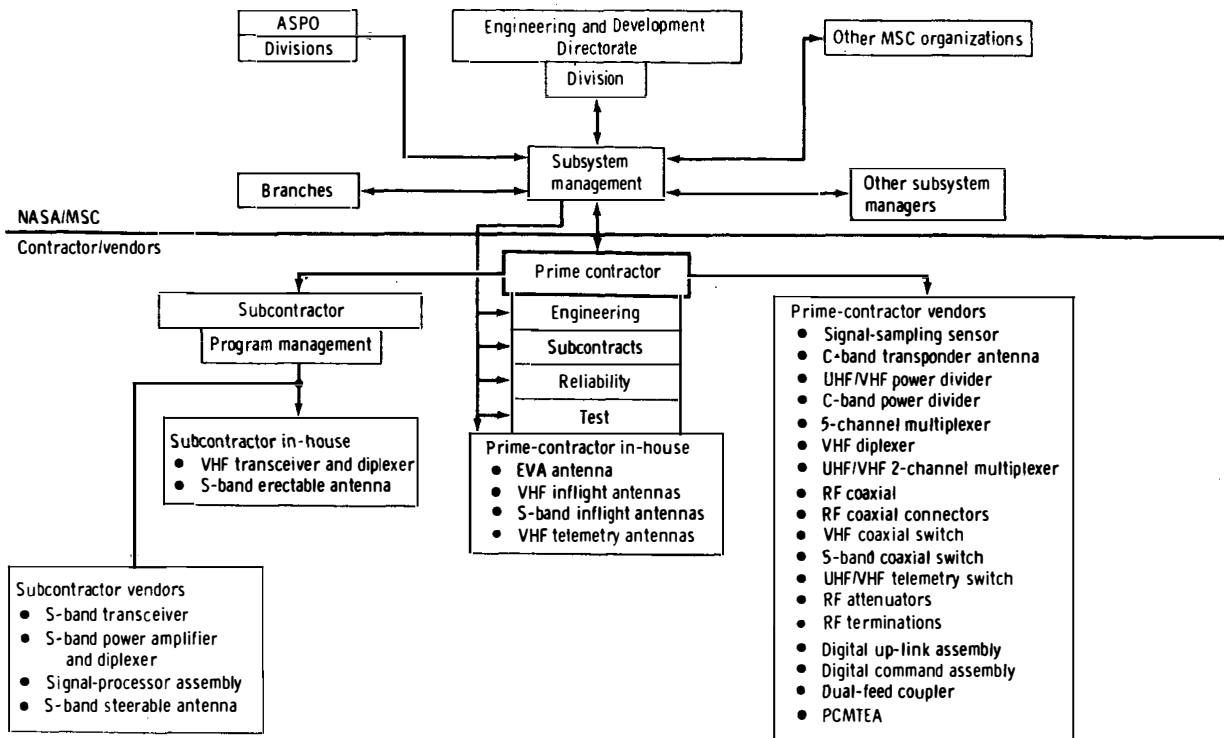 ASPO
Divisions
Engineering and Development
Directorate
Division
Other MSC organizations
Subsystem
management
Branches
Other subsystem
managers
NASA/MSC
Contractor/vendors
Prime contractor
Engineering
Subcontracts
Reliability
Test
Subcontractor
Program management
Subcontractor in-house
● VHF transceiver and diplexer
● S-band erectable antenna
Prime-contractor in-house
● EVA antenna
● VHF inflight antennas
● S-band inflight antennas
● VHF telemetry antennas
Subcontractor vendors
● S-band transceiver
● S-band power amplifier
and diplexer
● Signal-processor assembly
● S-band steerable antenna
Prime-contractor vendors
● Signal-sampling sensor
● C-band transponder antenna
● UHF/VHF power divider
● C-band power divider
● 5-channel multiplexer
● VHF diplexer
● UHF/VHF 2-channel multiplexer
● RF coaxial
● RF coaxial connectors
● VHF coaxial switch
● S-band coaxial switch
● UHF/VHF telemetry switch
● RF attenuators
● RF terminations
● Digital up-link assembly
● Digital command assembly
● Dual-feed coupler
● PCMTEA